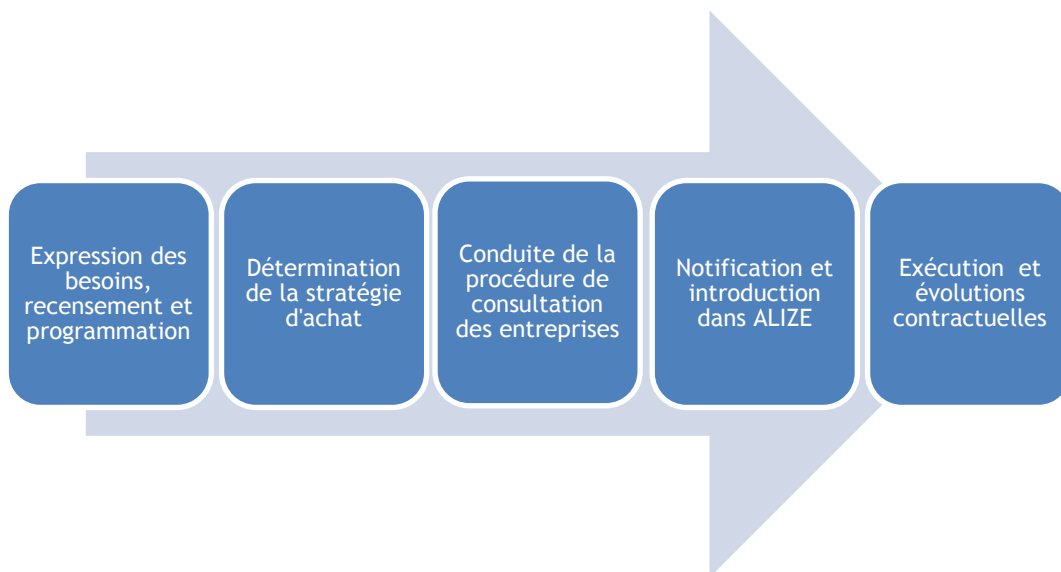 Expression des
besoins,
recensement et
programmation
Détermination
de la stratégie
d'achat
Conduite de la
procédure de
consultation
des entreprises
Notification et
introduction
dans ALIZE
Exécution et
évolutions
contractuelles